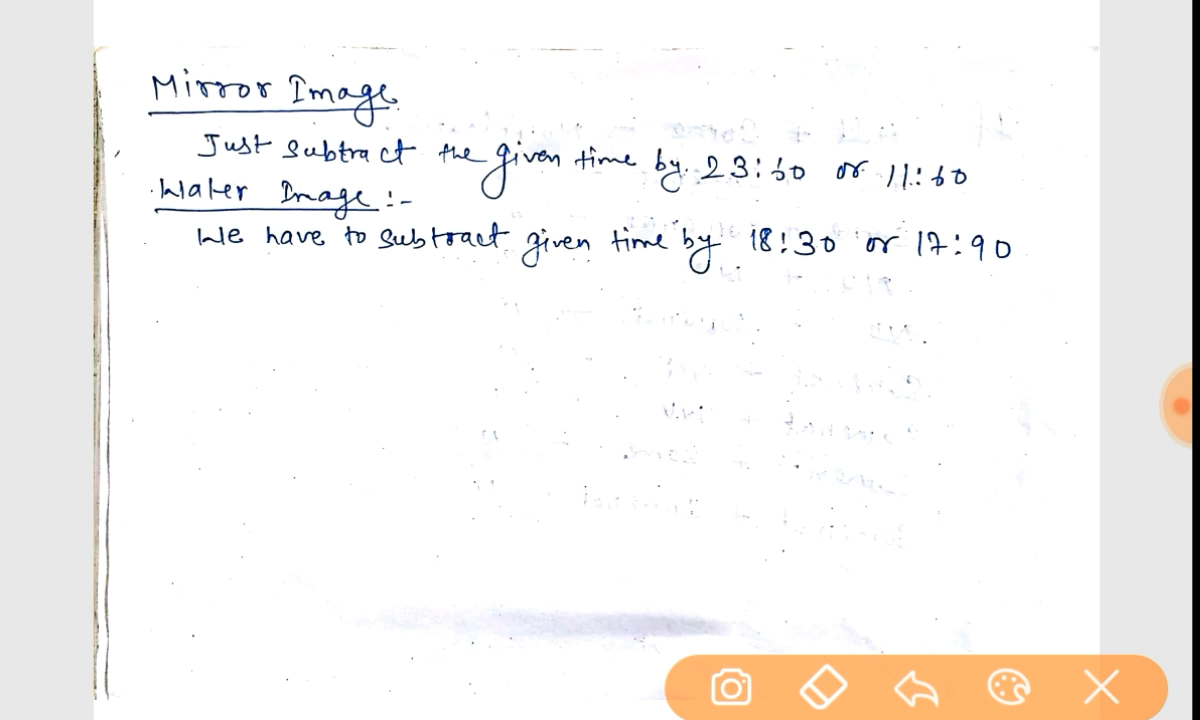 Mirror Image
Just subtract the given time by. 23:60 or 11:60
Water Image :-
We have to subtract given time by 18:30 or 17:90